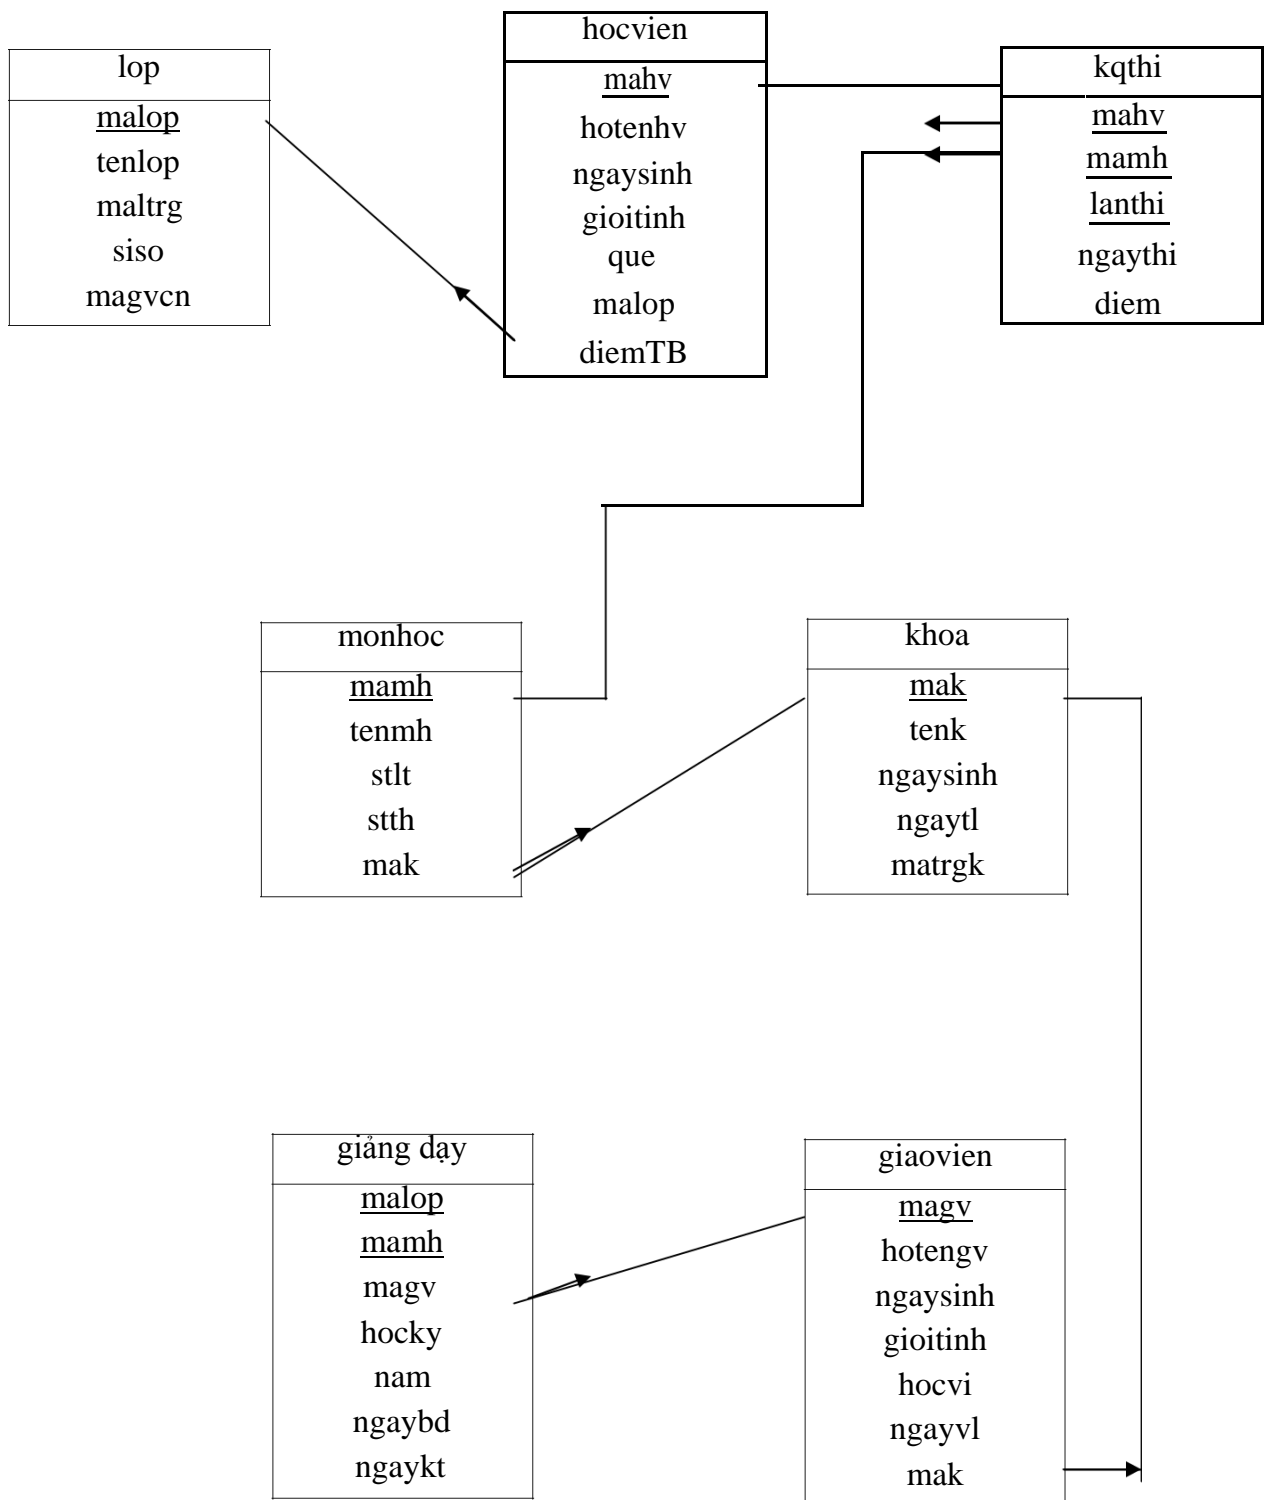 lop
malop
tenlop
maltrg
siso
magvcn
hocvien
mahv
hotenhv
ngaysinh
gioitinh
que
malop
diemTB
kqthi
mahv
mamh
lanthi
ngaythi
diem
monhoc
mamh
tenmh
stlt
stth
mak
khoa
mak
tenk
ngaysinh
ngaytl
matrgk
giảng dạy
malop
mamh
magv
hocky
nam
ngaybd
ngaykt
giaovien
magv
hotengv
ngaysinh
gioitinh
hocvi
ngayvl
mak